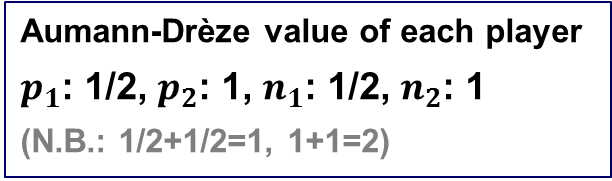 Aumann-Drèze value of each player
p₁: 1/2, p₂: 1, n₁: 1/2, n₂: 1
(N.B.: 1/2+1/2=1, 1+1=2)